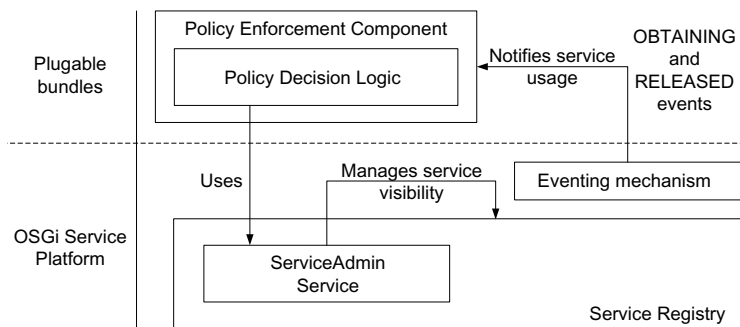 Policy Enforcement Component
Policy Decision Logic
Plugable
bundles
Notifies service
usage
OBTAINING
and
RELEASED
events
Uses
Manages service
visibility
Eventing mechanism
OSGi Service
Platform
ServiceAdmin
Service
Service Registry